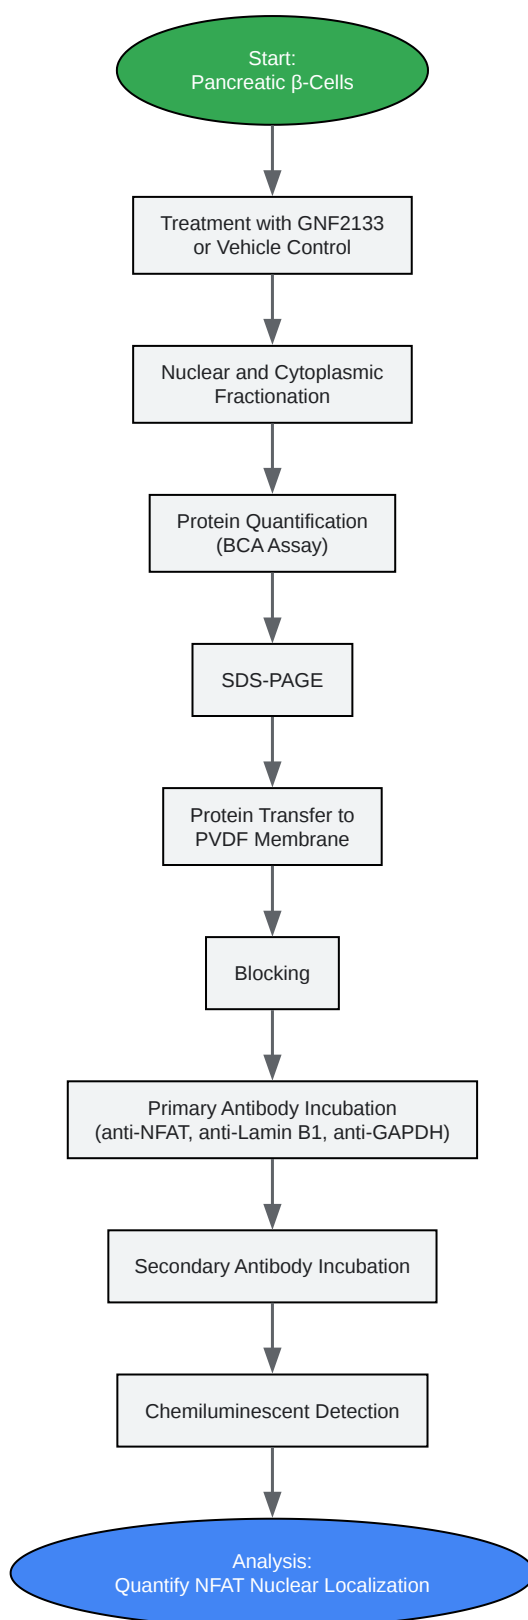 Start:
Pancreatic β-Cells
Treatment with GNF2133
or Vehicle Control
Nuclear and Cytoplasmic
Fractionation
Protein Quantification
(BCA Assay)
SDS-PAGE
Protein Transfer to
PVDF Membrane
Blocking
Primary Antibody Incubation
(anti-NFAT, anti-Lamin B1, anti-GAPDH)
Secondary Antibody Incubation
Chemiluminescent Detection
Analysis:
Quantify NFAT Nuclear Localization